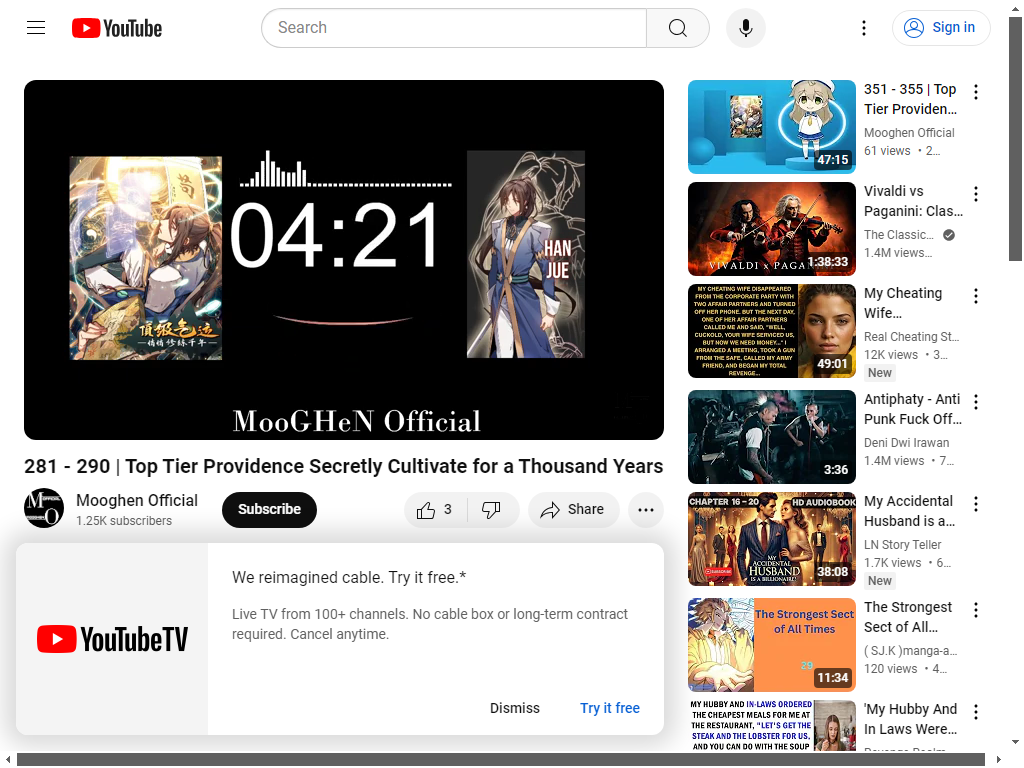 YouTube
Search
Sign in
04:21
HAN
JUE
頂級气运
悄悄修练千年
MooGHeN Official
281 - 290 | Top Tier Providence Secretly Cultivate for a Thousand Years
Mooghen Official
1.25K subscribers
Subscribe
3
Share
We reimagined cable. Try it free.*
Live TV from 100+ channels. No cable box or long-term contract
required. Cancel anytime.
YouTubeTV
Dismiss
Try it free
47:15
351 - 355 | Top
Tier Providen...
Mooghen Official
61 views • 2...
VIVALDI x PAGAN
1:38:33
Vivaldi vs
Paganini: Clas...
The Classic...
1.4M views...
MY CHEATING WIFE DISAPPEARED
FROM THE CORPORATE PARTY WITH
TWO AFFAIR PARTNERS AND TURNED
OFF HER PHONE. BUT THE NEXT DAY,
ONE OF HER AFFAIR PARTNERS
CALLED ME AND SAID, "WELL,
CUCKOLD, YOUR WIFE SERVICED US,
BUT NOW WE NEED MONEY..." I
ARRANGED A MEETING, TOOK A GUN
FROM THE SAFE, CALLED MY ARMY
FRIEND, AND BEGAN MY TOTAL
REVENGE...
49:01
My Cheating
Wife...
Real Cheating St...
12K views • 3...
New
3:36
Antiphaty - Anti
Punk Fuck Off...
Deni Dwi Irawan
1.4M views • 7...
CHAPTER 16 - 20
HD AUDIOBOOK
MY
ACCIDENTAL
HUSBAND
IS A BILLIONAIRE!
38:08
My Accidental
Husband is a...
LN Story Teller
1.7K views • 6...
New
The Strongest Sect
of All Times
29
11:34
The Strongest
Sect of All...
( SJ.K )manga-a...
120 views • 4...
MY HUBBY AND IN-LAWS ORDERED
THE CHEAPEST MEALS FOR ME AT
THE RESTAURANT, "LET'S GET THE
STEAK AND THE LOBSTER FOR US,
AND YOU CAN DO WITH THE SOUP
'My Hubby And
In Laws Were...